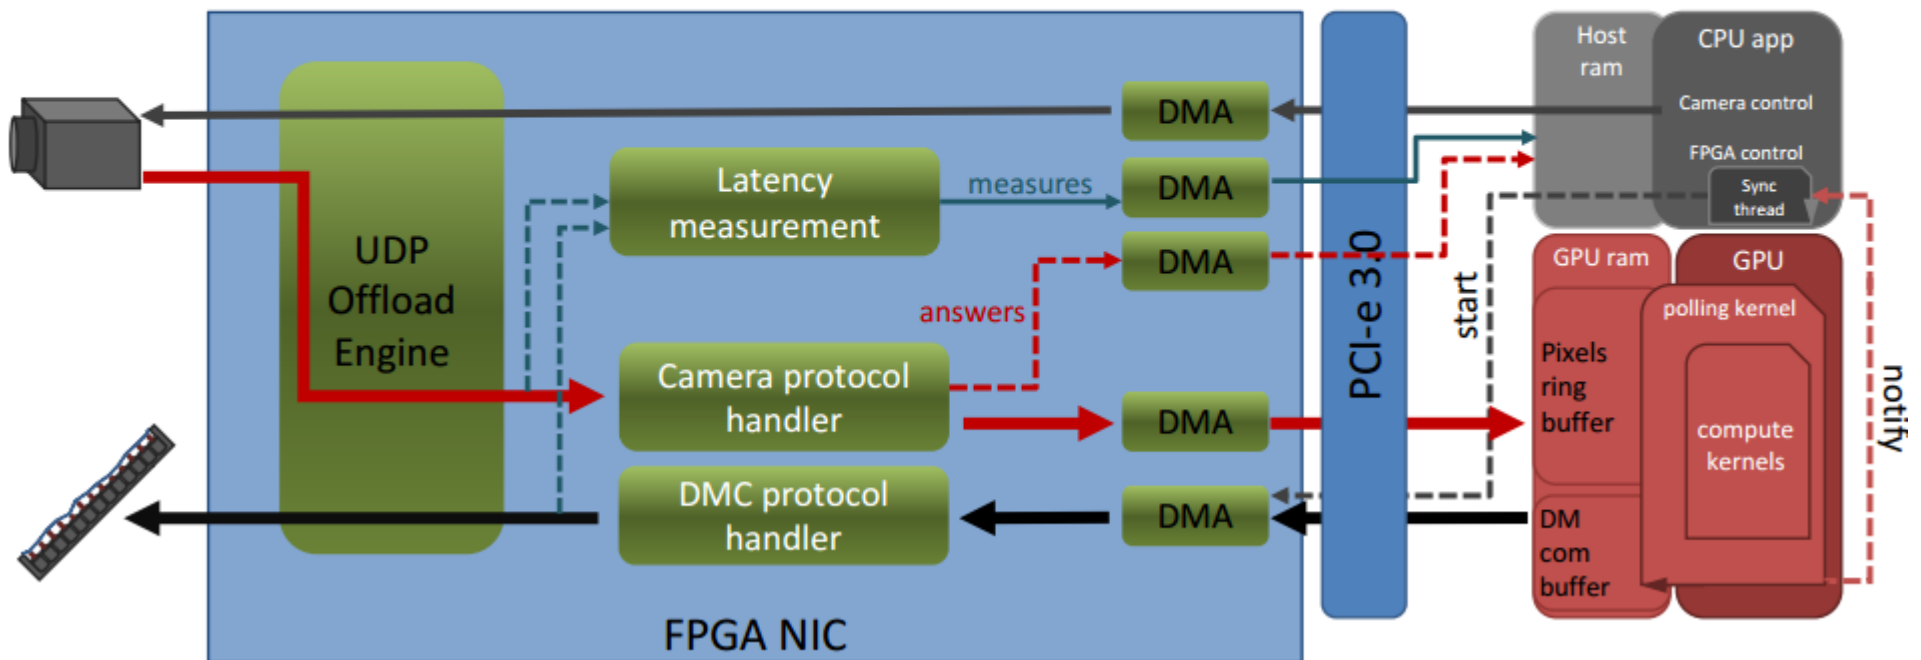 UDP
Offload
Engine
Latency
measurement
measures
answers
Camera protocol
handler
DMC protocol
handler
DMA
DMA
DMA
DMA
DMA
FPGA NIC
PCI-e 3.0
Host
ram
CPU app
Camera control
FPGA control
Sync
thread
start
notify
GPU ram
GPU
polling kernel
Pixels
ring
buffer
compute
kernels
DM
com
buffer